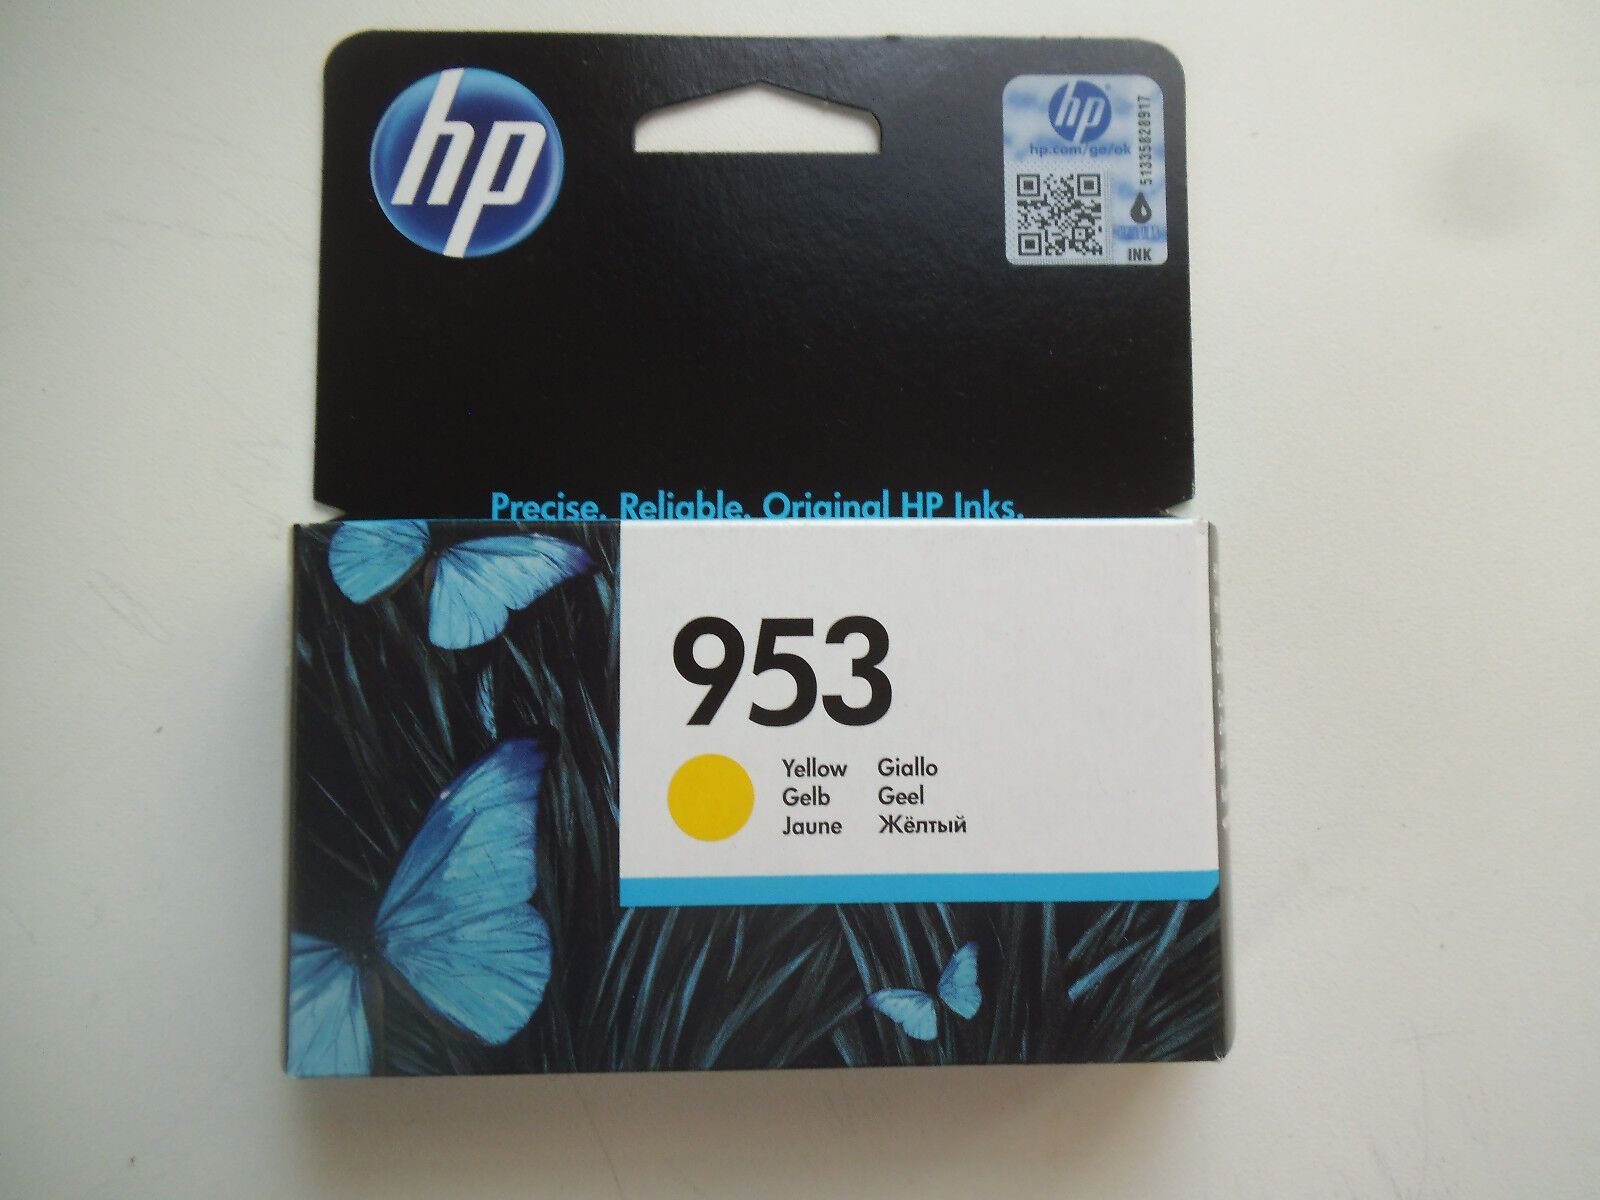 hp
hp
hp.com/go/ok
51335828917
INK
Precise. Reliable. Original HP Inks.
953
Yellow Giallo
Gelb Geel
Jaune Жёлтый